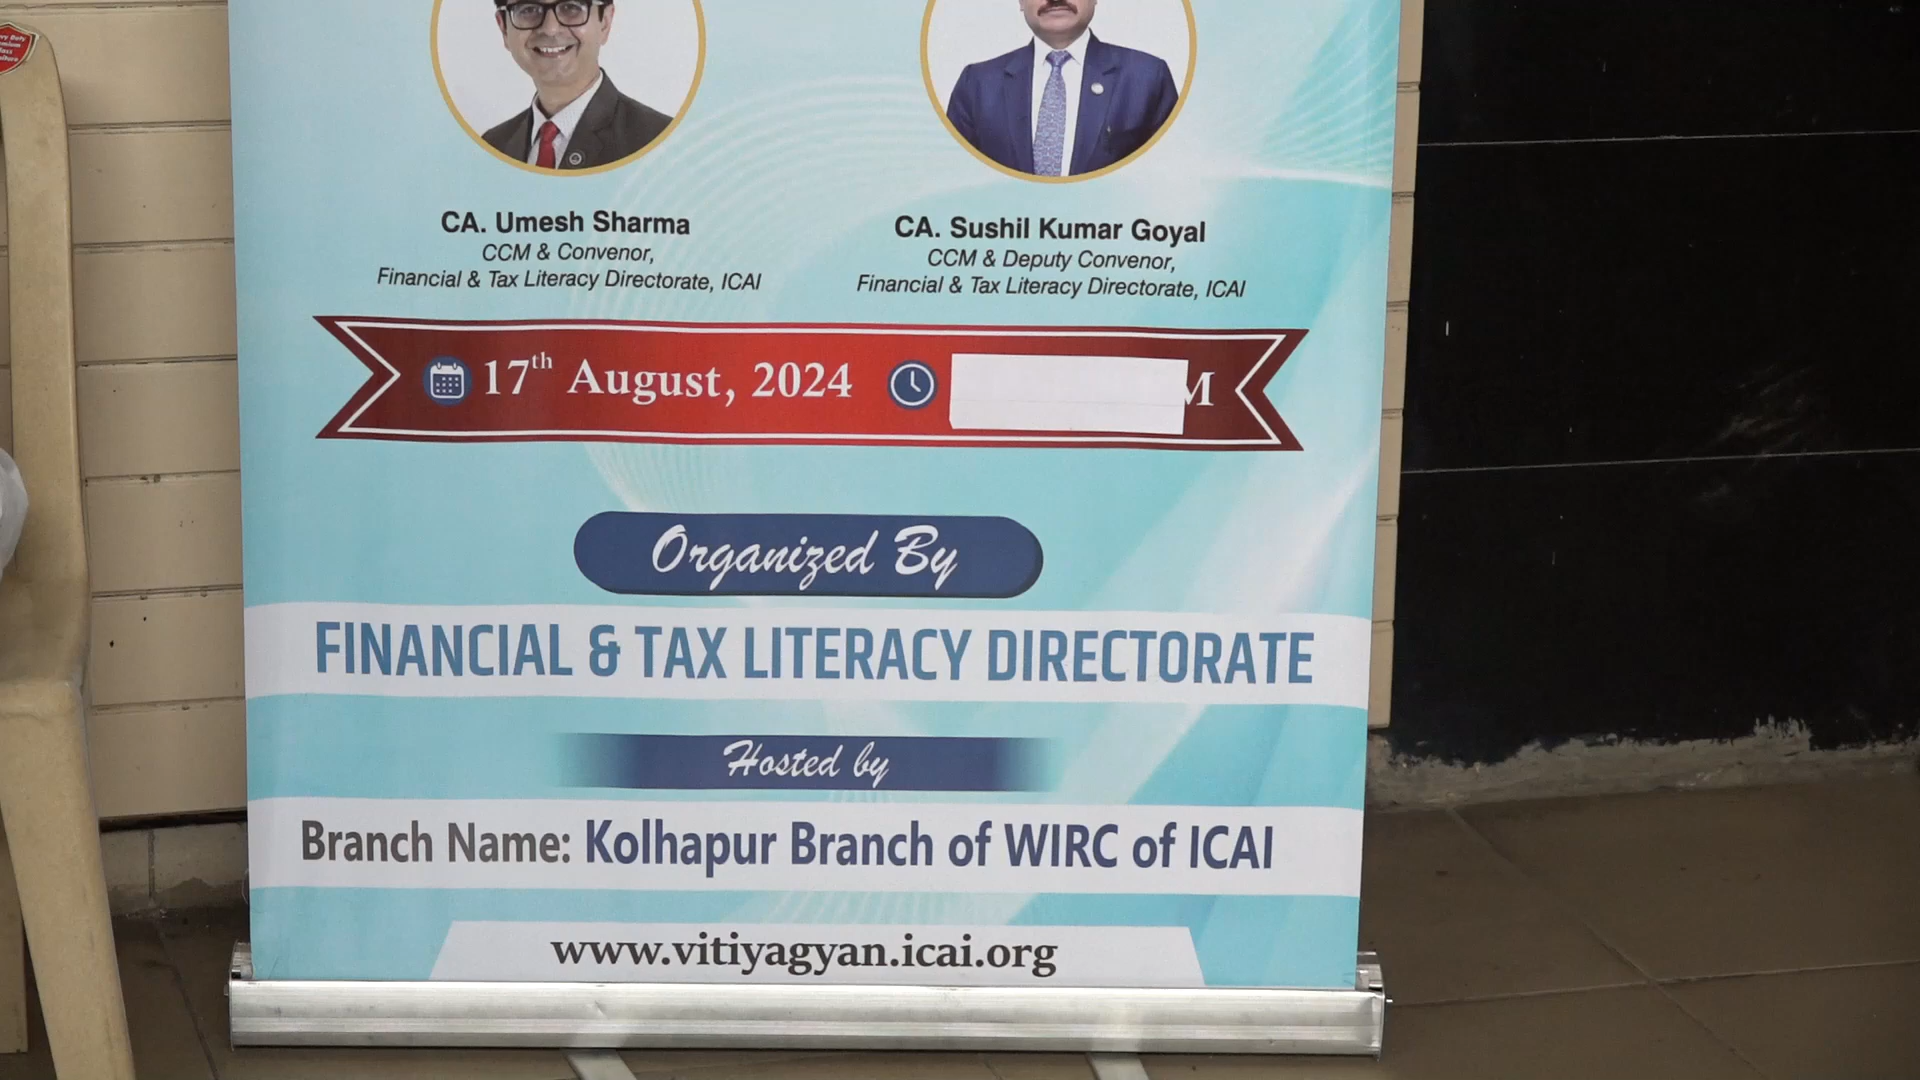 CA. Umesh Sharma
CCM & Convenor,
Financial & Tax Literacy Directorate, ICAI
CA. Sushil Kumar Goyal
CCM & Deputy Convenor,
Financial & Tax Literacy Directorate, ICAI
17th August, 2024
M
Organized By
FINANCIAL & TAX LITERACY DIRECTORATE
Hosted by
Branch Name: Kolhapur Branch of WIRC of ICAI
www.vitiyagyan.icai.org